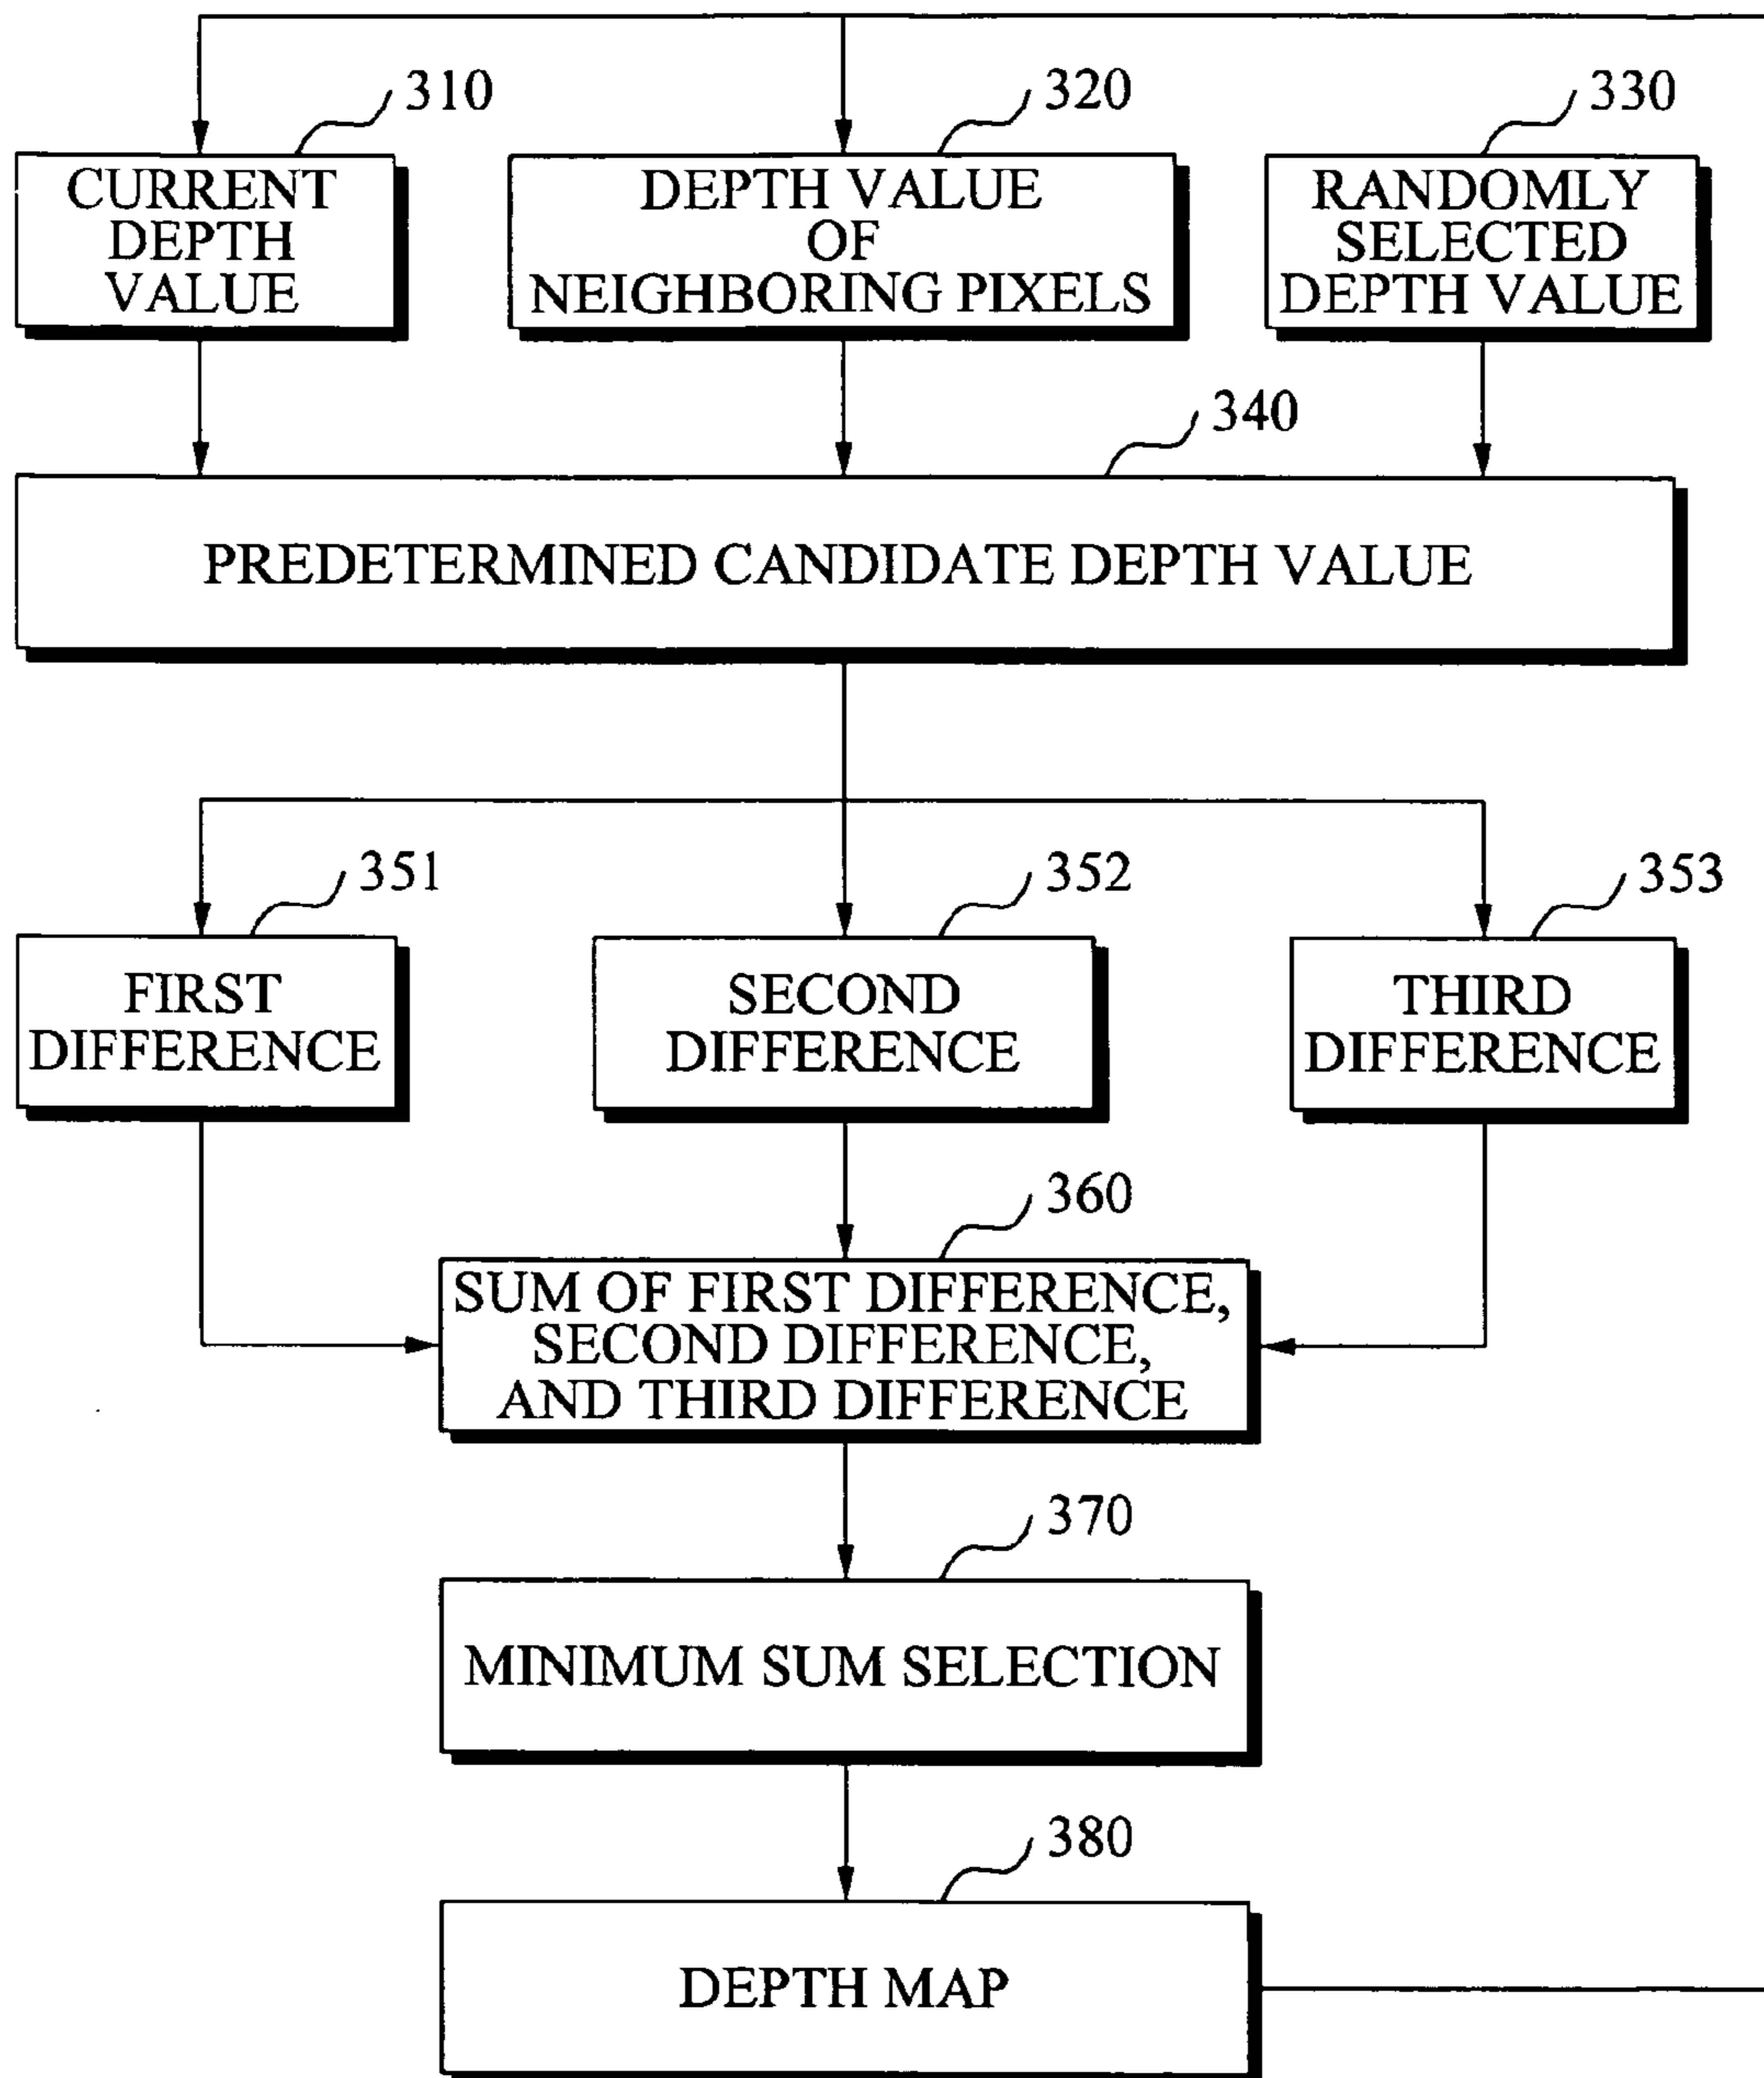 310
320
330
CURRENT
DEPTH
VALUE
DEPTH VALUE
OF
NEIGHBORING PIXELS
RANDOMLY
SELECTED
DEPTH VALUE
340
PREDETERMINED CANDIDATE DEPTH VALUE
351
352
353
FIRST
DIFFERENCE
SECOND
DIFFERENCE
THIRD
DIFFERENCE
360
SUM OF FIRST DIFFERENCE,
SECOND DIFFERENCE,
AND THIRD DIFFERENCE
370
MINIMUM SUM SELECTION
380
DEPTH MAP